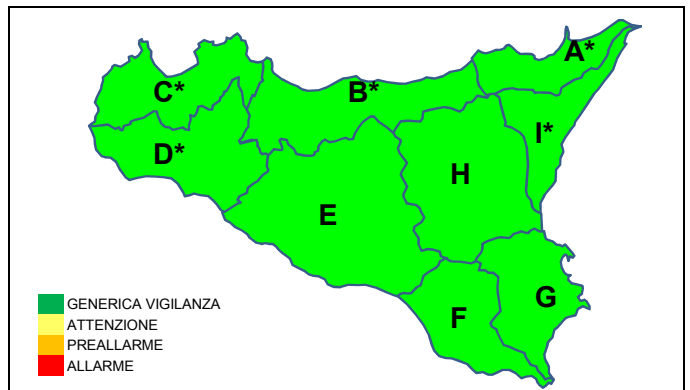 A*
C*
B*
I*
D*
H
E
G
F
GENERICA VIGILANZA
ATTENZIONE
PREALLARME
ALLARME